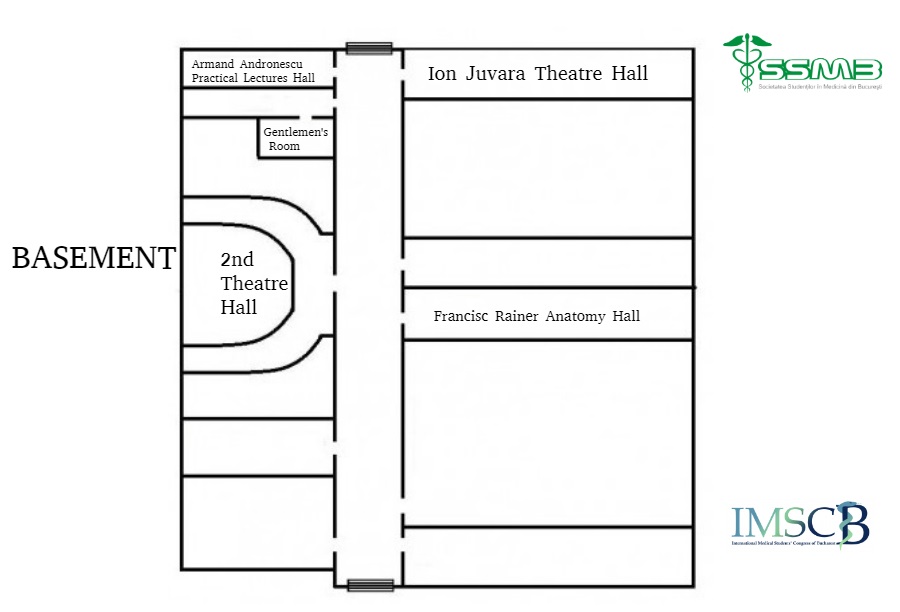 Armand Andronescu
Practical Lectures Hall
Ion Juvara Theatre Hall
SSMB
Societatea Studenților în Medicină din București
Gentlemen's
Room
BASEMENT
2nd
Theatre
Hall
Francisc Rainer Anatomy Hall
IMSCB
International Medical Students' Congress of Bucharest